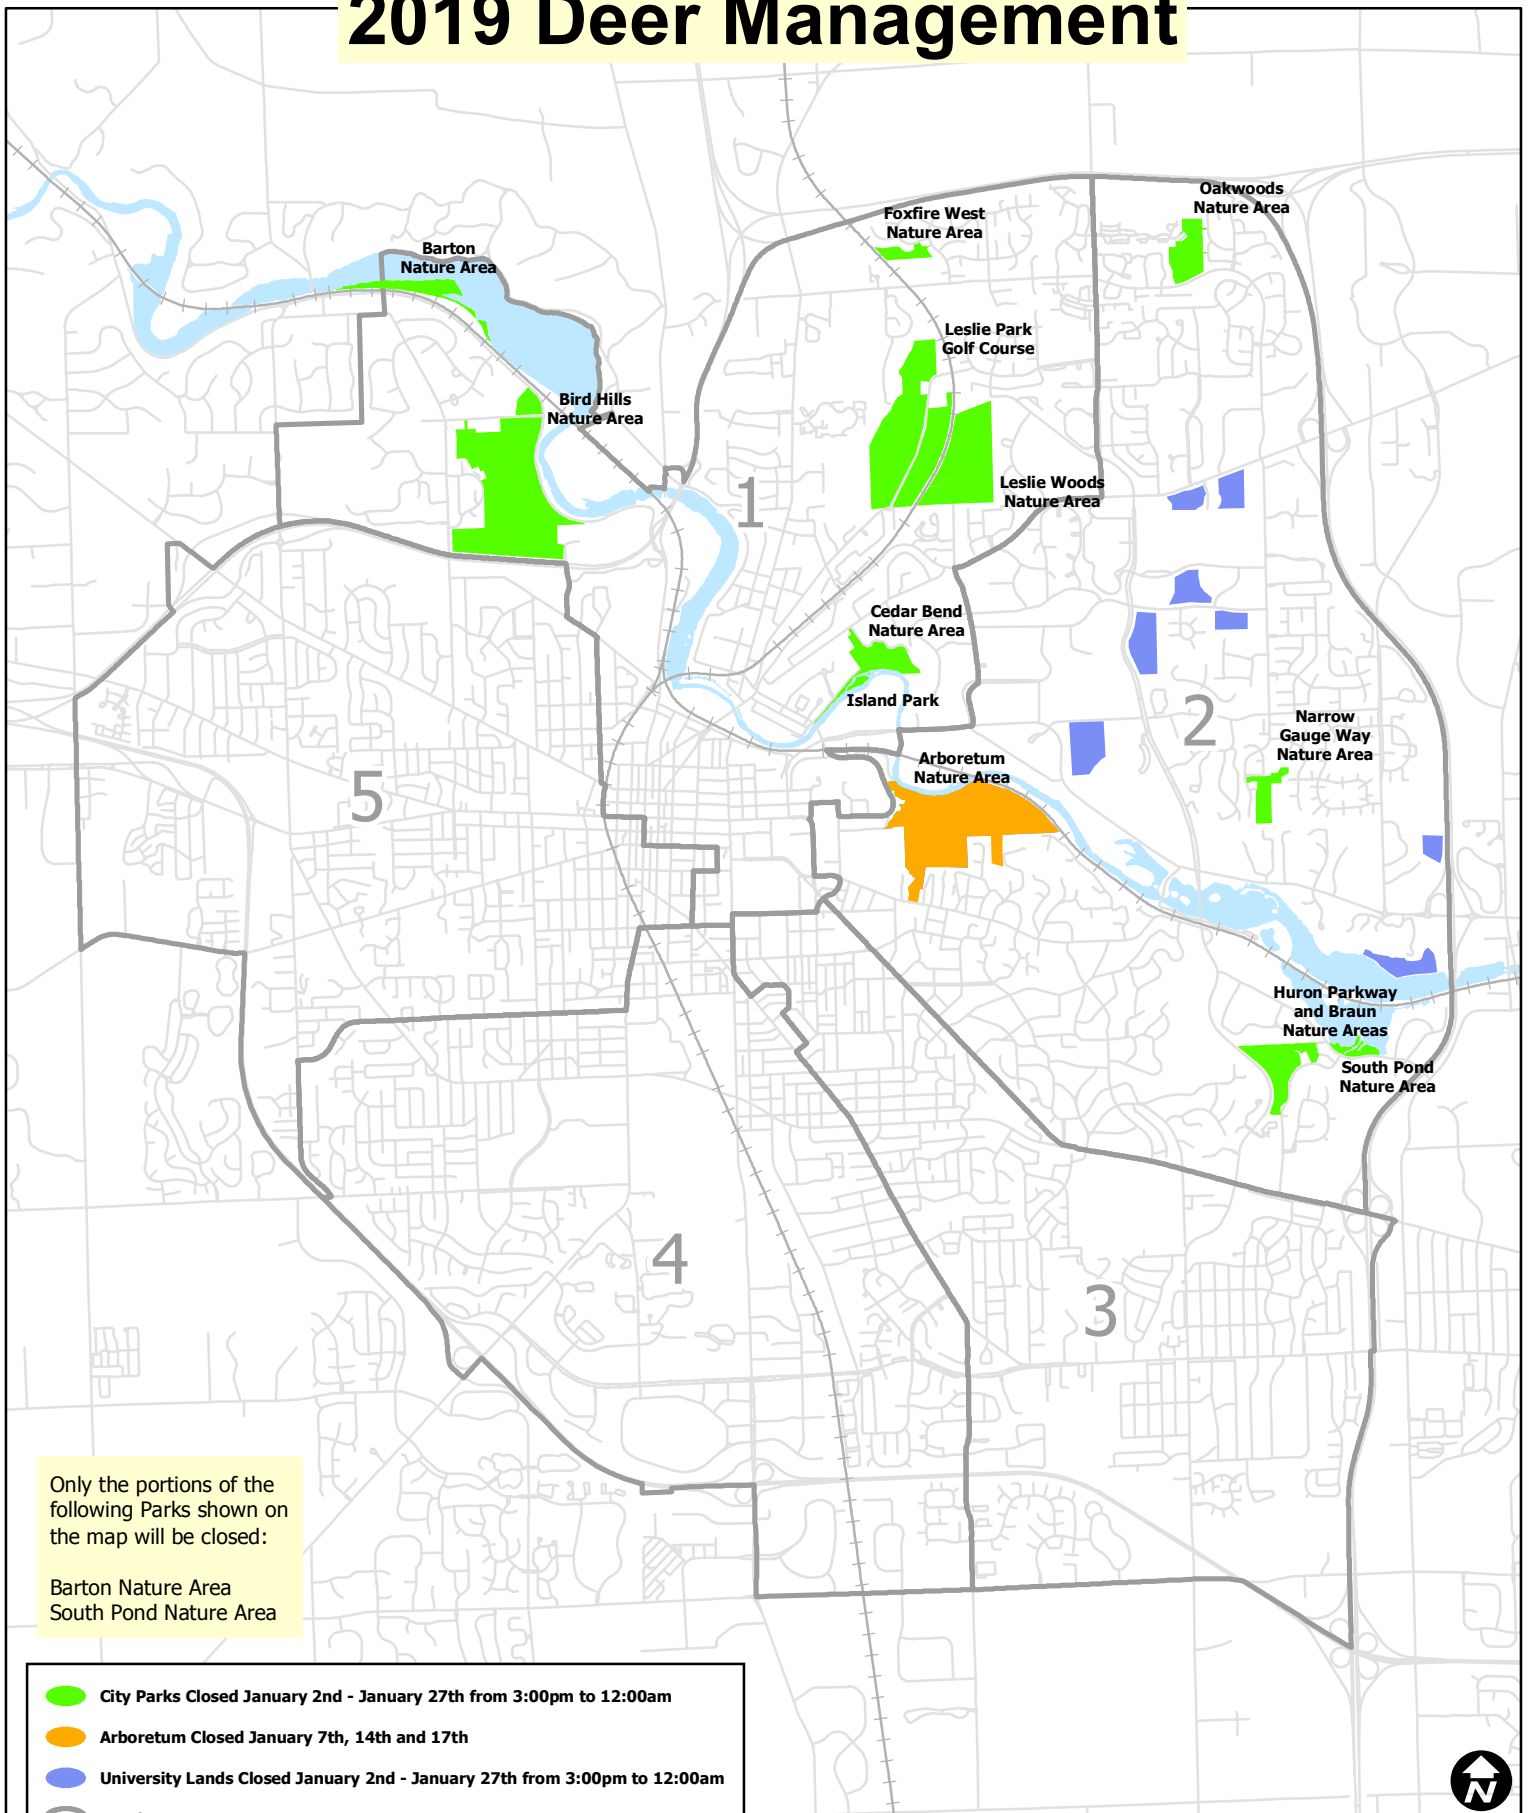 2019 Deer Management
Oakwoods
Nature Area
Foxfire West
Nature Area
Barton
Nature Area
Leslie Park
Golf Course
Bird Hills
Nature Area
Leslie Woods
Nature Area
1
Cedar Bend
Nature Area
Island Park
2
Narrow
Gauge Way
Nature Area
Arboretum
Nature Area
5
Huron Parkway
and Braun
Nature Areas
South Pond
Nature Area
4
3
Only the portions of the
following Parks shown on
the map will be closed:
Barton Nature Area
South Pond Nature Area
City Parks Closed January 2nd - January 27th from 3:00pm to 12:00am
Arboretum Closed January 7th, 14th and 17th
University Lands Closed January 2nd - January 27th from 3:00pm to 12:00am
N